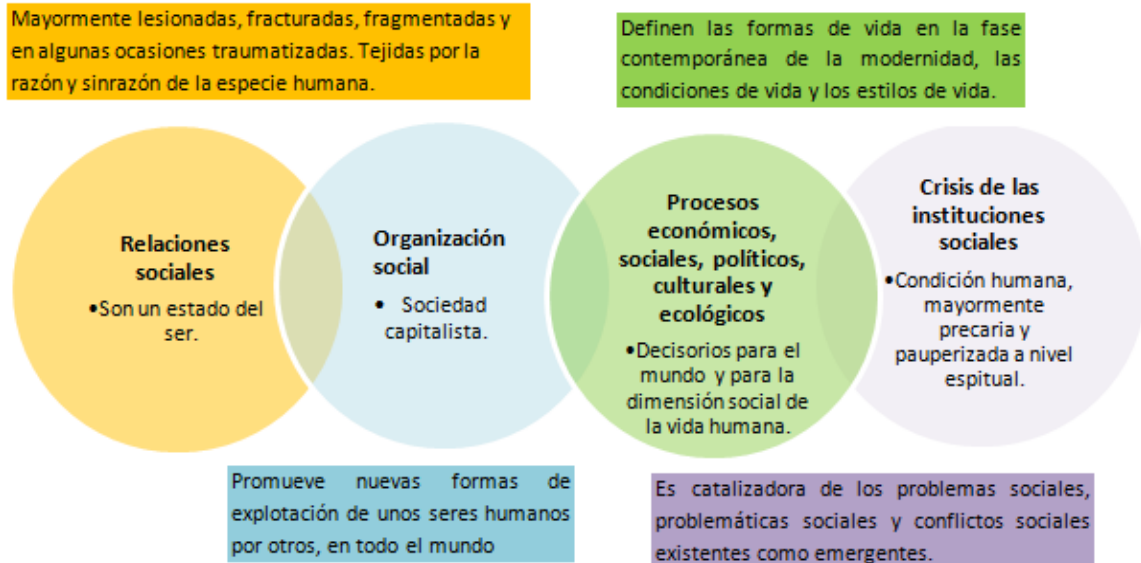 Mayormente lesionadas, fracturadas, fragmentadas y
en algunas ocasiones traumatizadas. Tejidas por la
razón y sinrazón de la especie humana.
Definen las formas de vida en la fase
contemporánea de la modernidad, las
condiciones de vida y los estilos de vida.
Relaciones
sociales
•Son un estado del
ser.
Organización
social
• Sociedad
capitalista.
Procesos
económicos,
sociales, políticos,
culturales y
ecológicos
•Decisorios para el
mundo y para la
dimensión social de
la vida humana.
Crisis de las
instituciones
sociales
•Condición humana,
mayormente
precaria y
pauperizada a nivel
espitual.
Promueve nuevas formas de
explotación de unos seres humanos
por otros, en todo el mundo
Es catalizadora de los problemas sociales,
problemáticas sociales y conflictos sociales
existentes como emergentes.